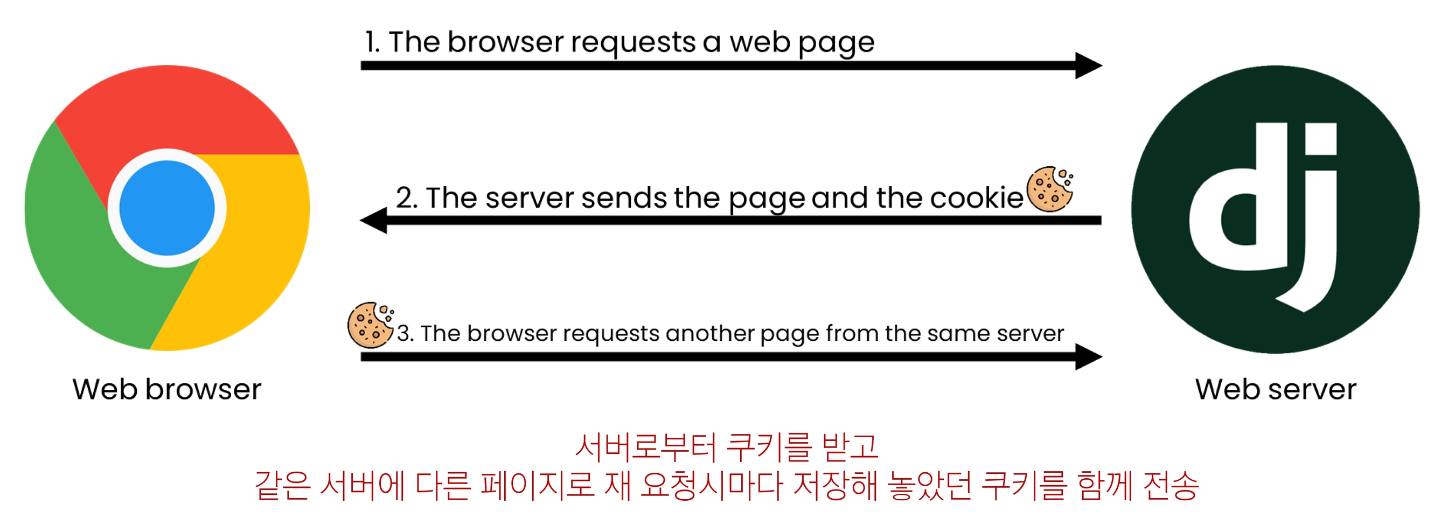 1. The browser requests a web page
2. The server sends the page and the cookie
3. The browser requests another page from the same server
dj
Web browser
Web server
서버로부터 쿠키를 받고
같은 서버에 다른 페이지로 재 요청시마다 저장해 놓았던 쿠키를 함께 전송